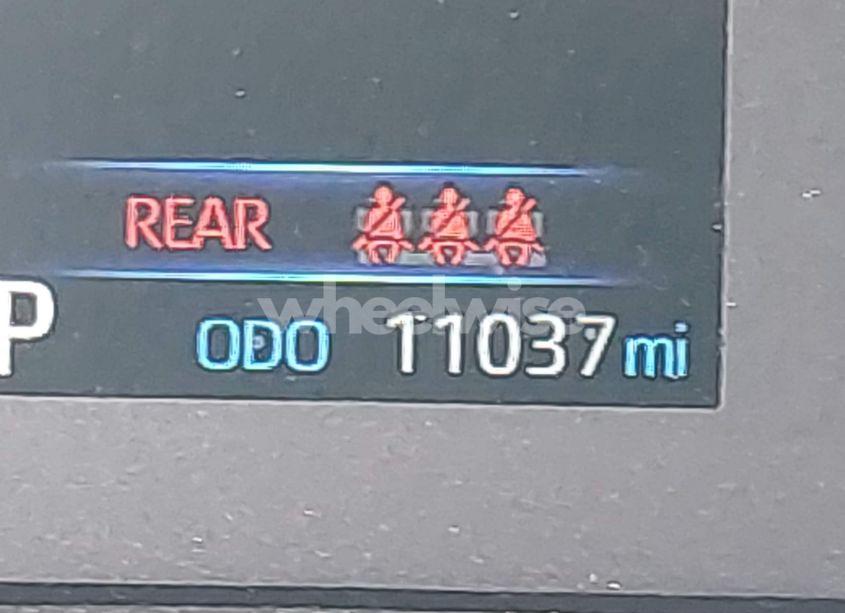 REAR
P
ODO 11037 mi
wheelwise.